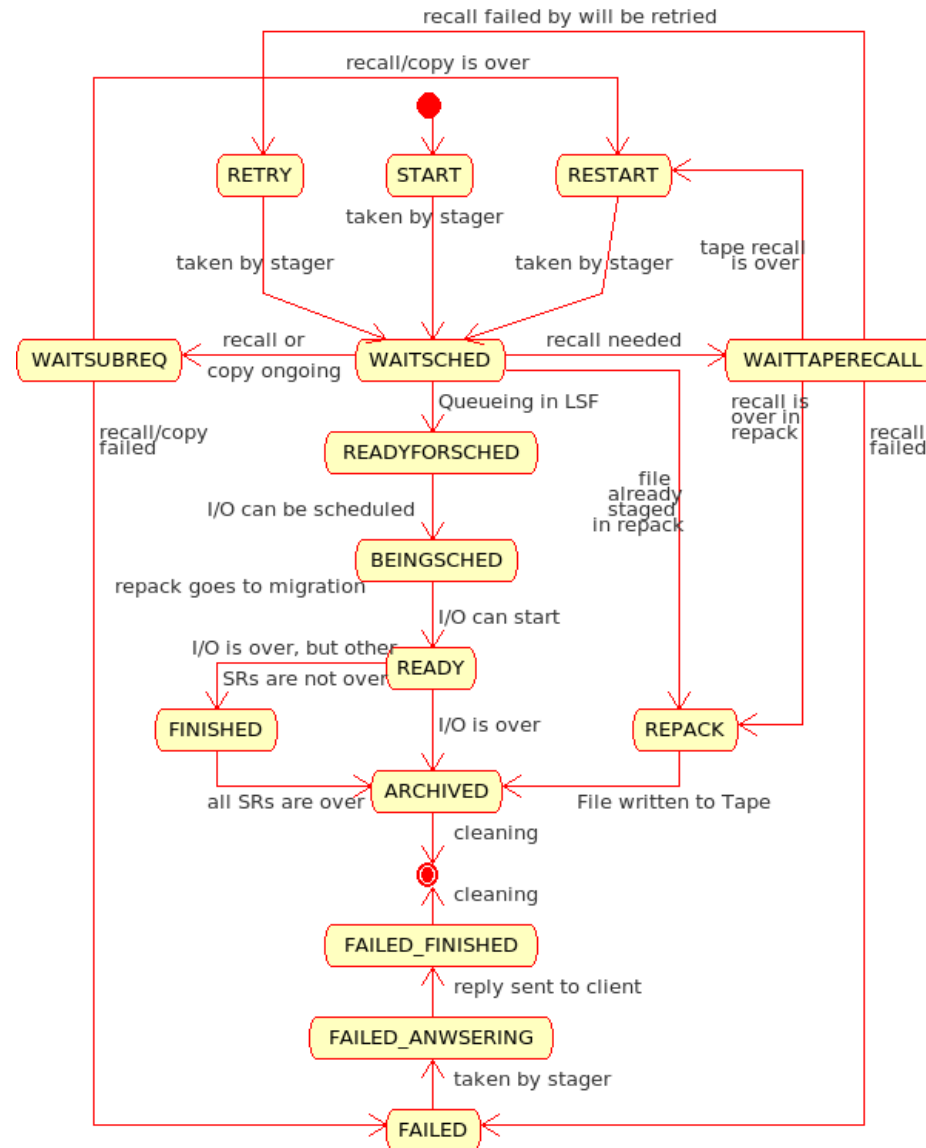 recall failed by will be retried
recall/copy is over
RETRY
START
RESTART
taken by stager
taken by stager
taken by stager
tape recall
is over
WAITSUBREQ
recall or
copy ongoing
WAITSCHED
recall needed
WAITTAPERECALL
Queueing in LSF
recall is
over in
repack
recall
failed
recall/copy
failed
READYFORSCHED
file
already
staged
in repack
I/O can be scheduled
BEINGSCHED
repack goes to migration
I/O can start
I/O is over, but other
SRs are not over
READY
FINISHED
I/O is over
REPACK
ARCHIVED
all SRs are over
File written to Tape
cleaning
cleaning
FAILED_FINISHED
reply sent to client
FAILED_ANWSERING
taken by stager
FAILED